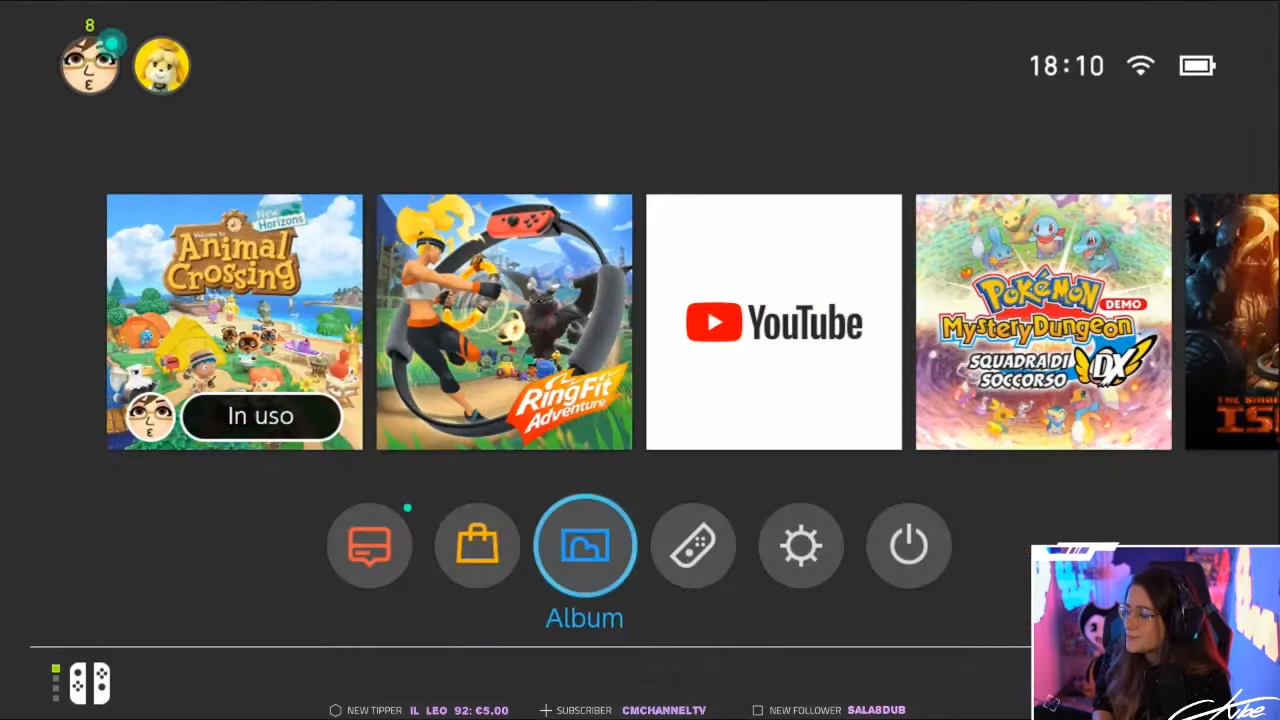 8
18:10
New Horizons
Welcome to
Animal Crossing
In uso
RingFit Adventure
YouTube
POKÉMON
DEMO
Mystery Dungeon
SQUADRA DI SOCCORSO
DX
Album
NEW TIPPER IL LEO 92: €5.00
SUBSCRIBER CMCHANNELTV
NEW FOLLOWER SALA8DUB